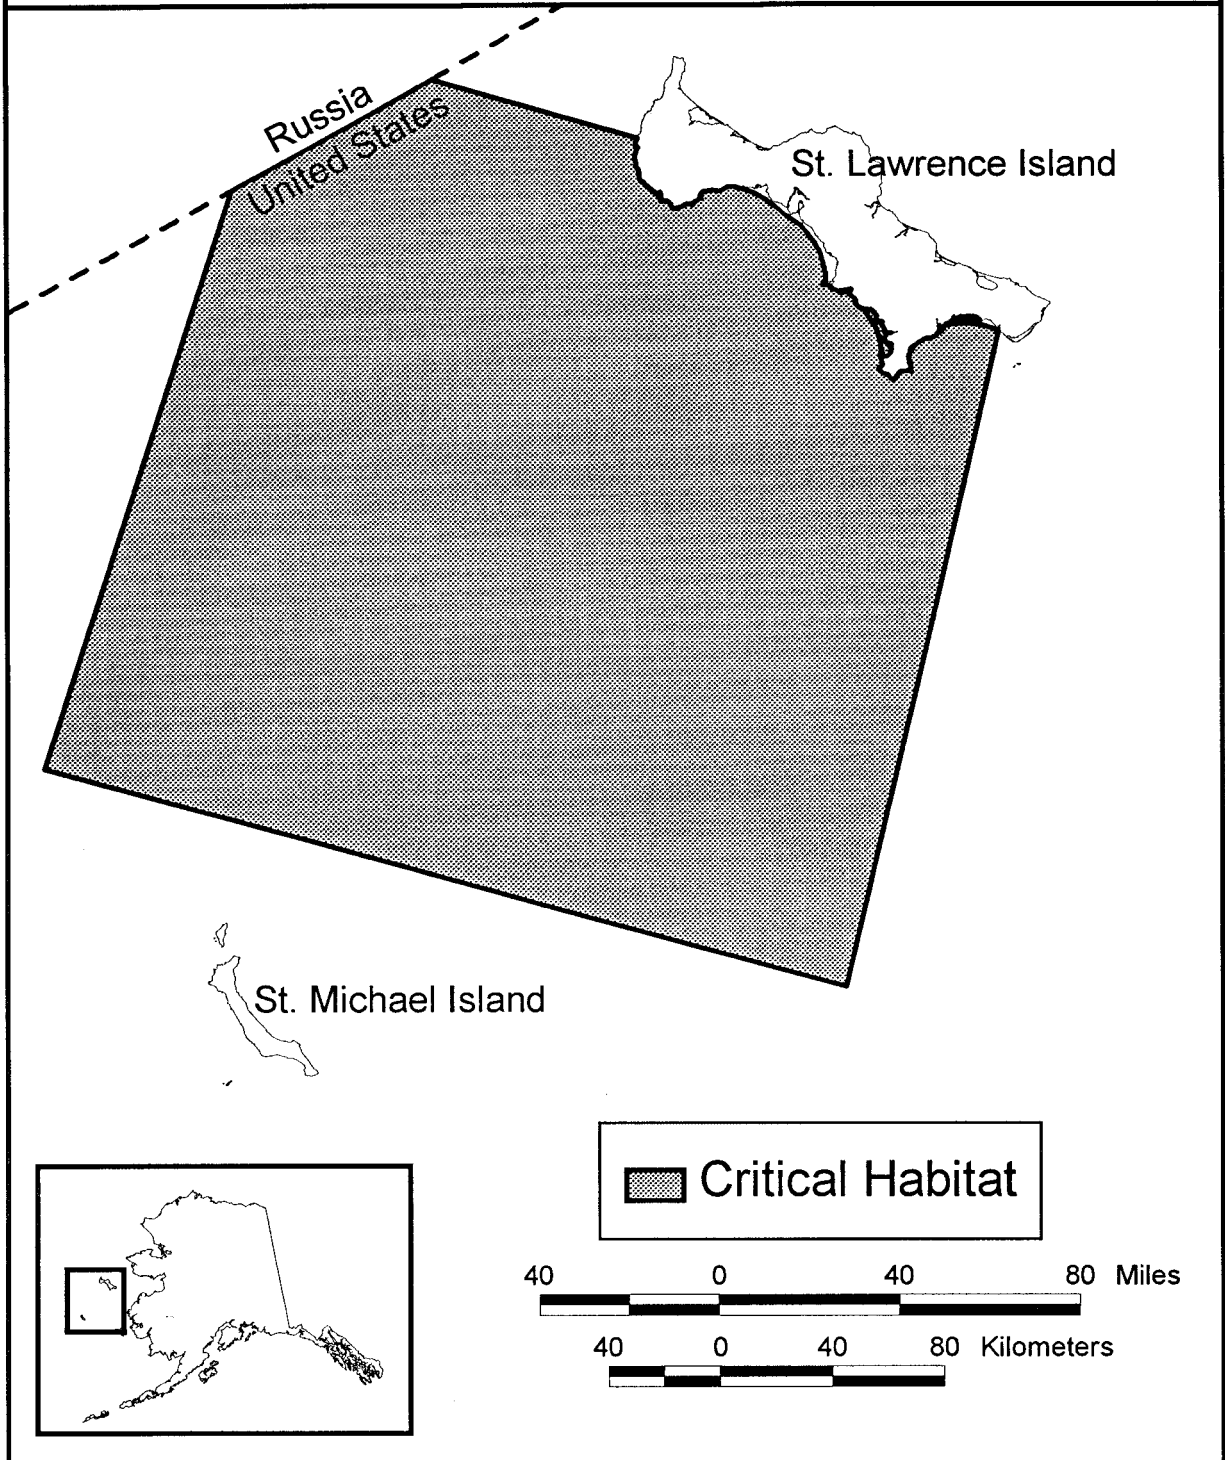 Russia
United States
St. Lawrence Island
St. Michael Island
Critical Habitat
40 0 40 80 Miles
40 0 40 80 Kilometers